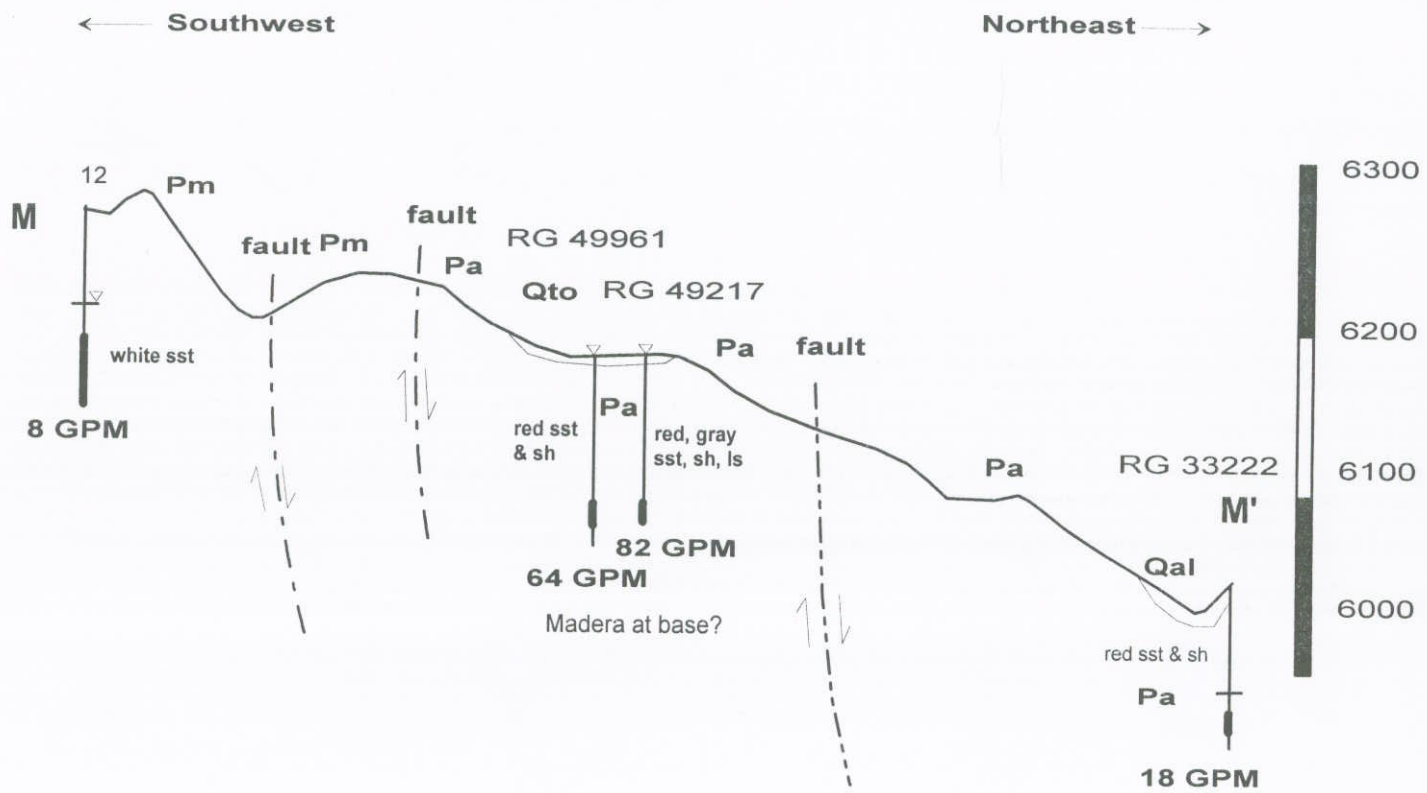 Southwest
Northeast
6300
12
Pm
M
fault
fault
Pm
Pa
RG 49961
Qto
RG 49217
6200
Pa
fault
white sst
8 GPM
Pa
red sst
& sh
red, gray
sst, sh, ls
Pa
RG 33222
6100
M'
82 GPM
64 GPM
Qal
Madera at base?
6000
red sst & sh
Pa
18 GPM